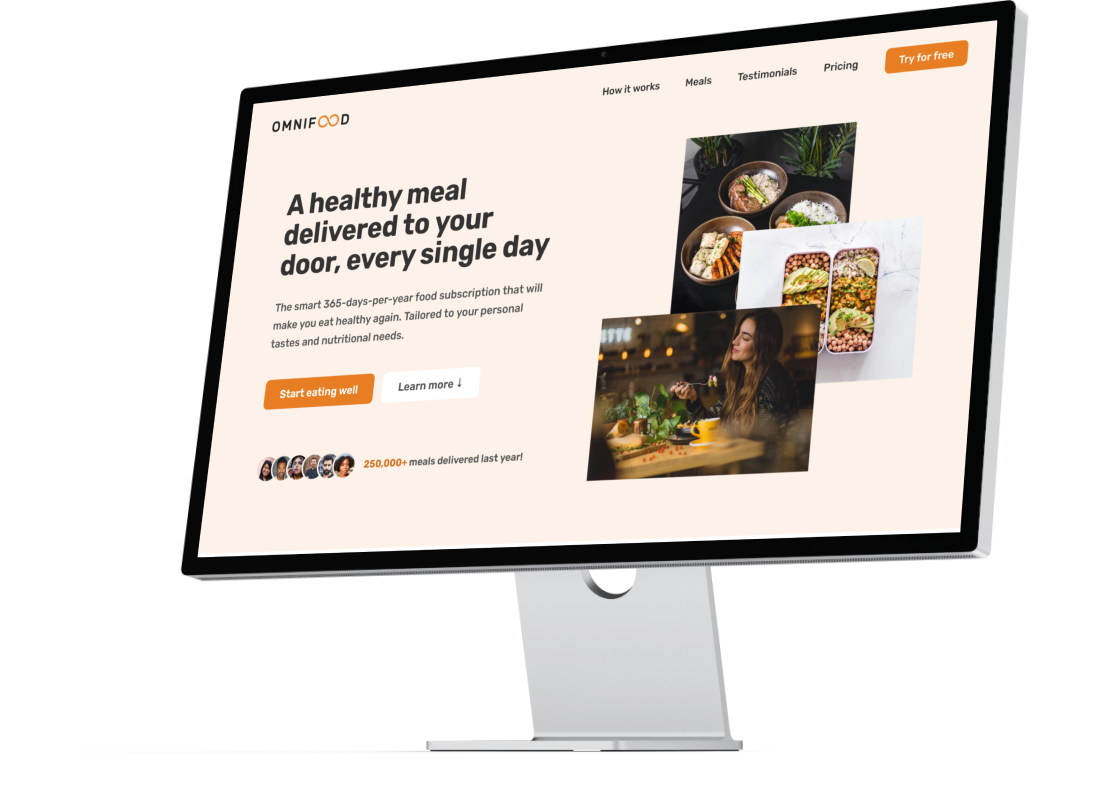 OMNIFOOD
How it works
Meals
Testimonials
Pricing
Try for free
A healthy meal
delivered to your
door, every single day
The smart 365-days-per-year food subscription that will
make you eat healthy again. Tailored to your personal
tastes and nutritional needs.
Start eating well
Learn more ↓
250,000+ meals delivered last year!